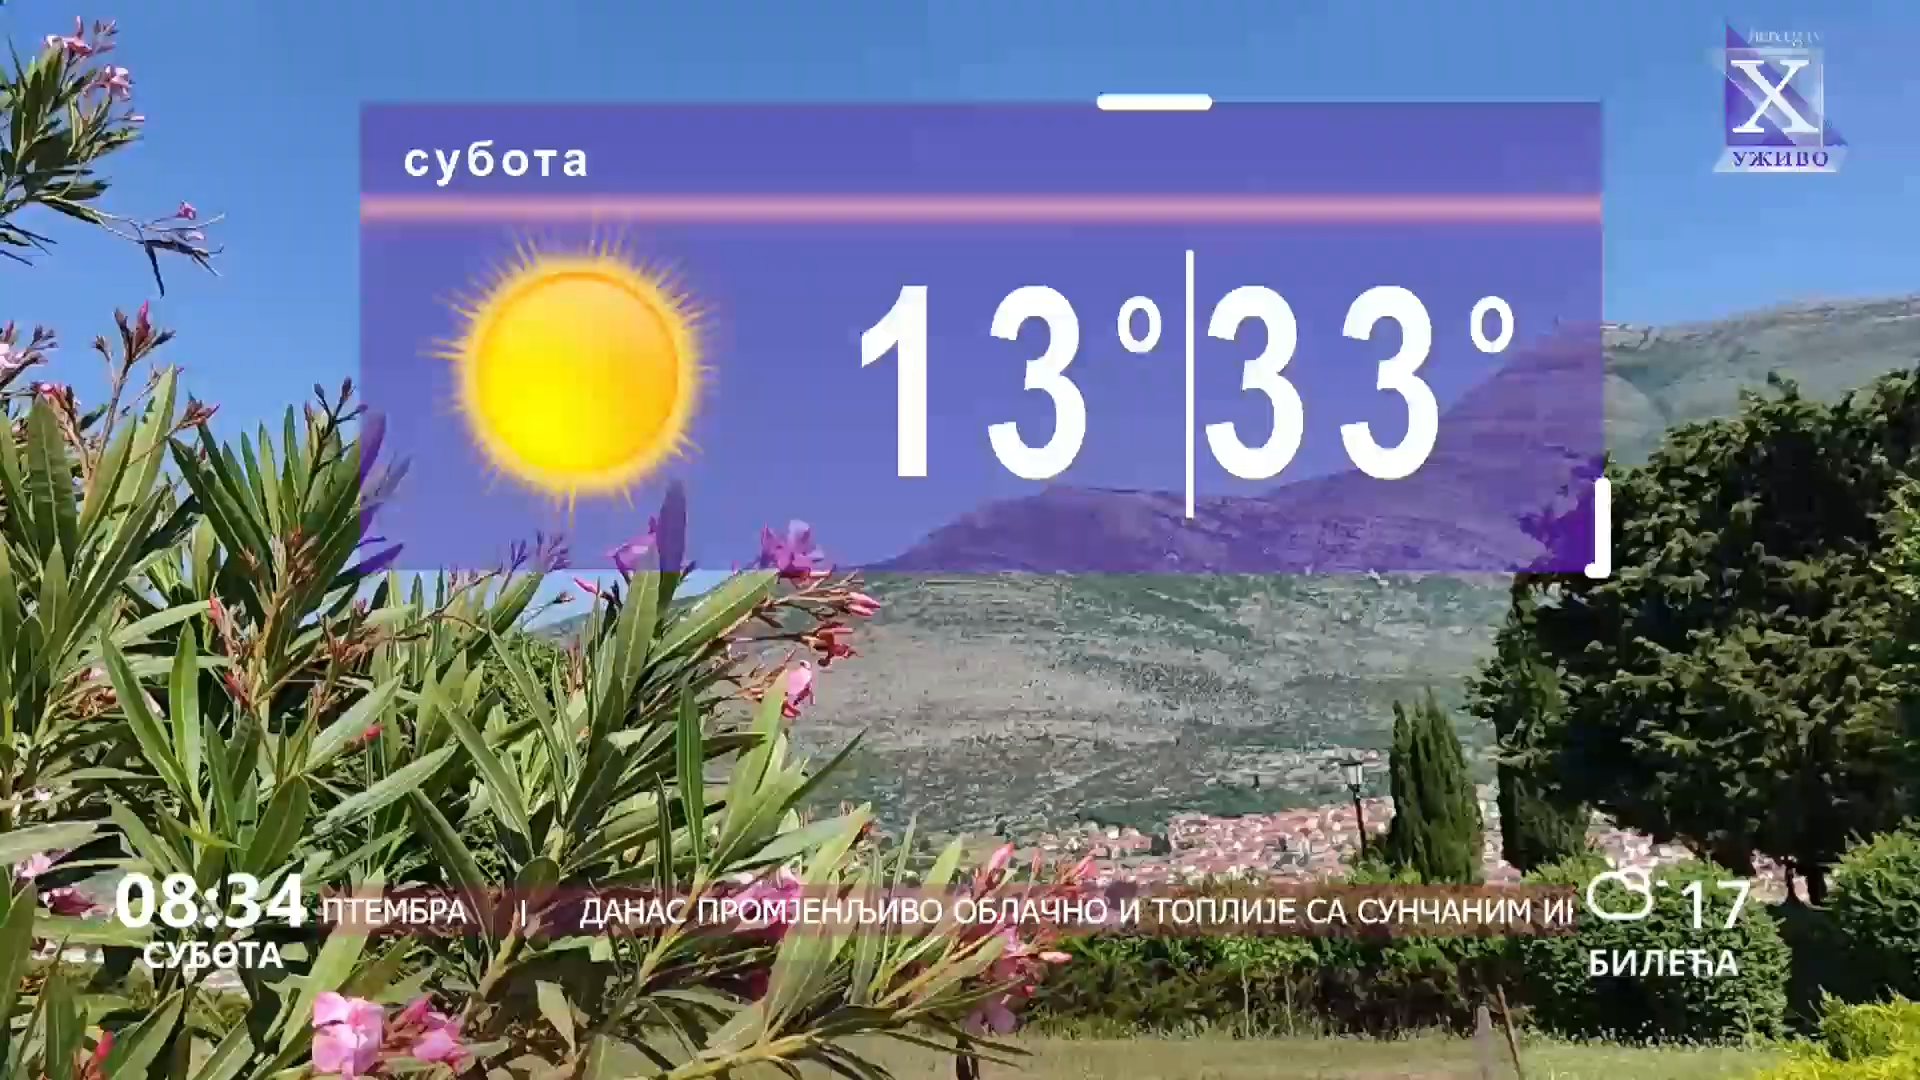 субота
13° 33°
X
УЖИВО
08:34
СУБОТА
ПТЕМБРА | ДАНАС ПРОМЈЕНЉИВО ОБЛАЧНО И ТОПЛИЈЕ СА СУНЧАНИМ
17
БИЛЕЋА